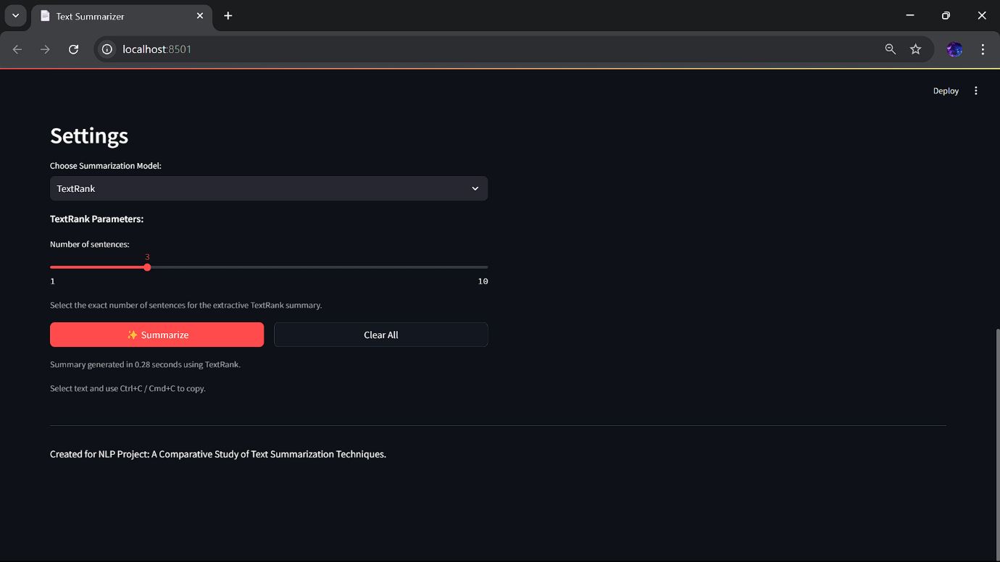 Text Summarizer
localhost:8501
Deploy
Settings
Choose Summarization Model:
TextRank
TextRank Parameters:
Number of sentences:
3
1 10
Select the exact number of sentences for the extractive TextRank summary.
✨ Summarize Clear All
Summary generated in 0.28 seconds using TextRank.
Select text and use Ctrl+C / Cmd+C to copy.
Created for NLP Project: A Comparative Study of Text Summarization Techniques.